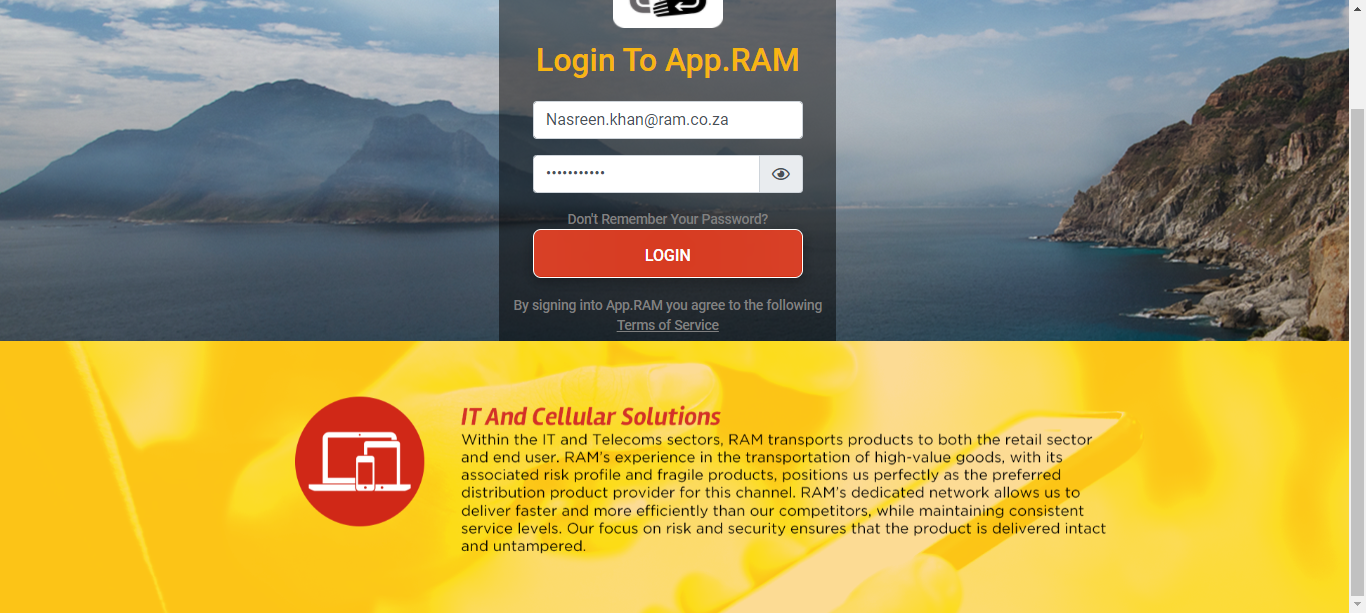 Login To App.RAM
Nasreen.khan@ram.co.za
•••••••••••
Don't Remember Your Password?
LOGIN
By signing into App.RAM you agree to the following
Terms of Service
IT And Cellular Solutions
Within the IT and Telecoms sectors, RAM transports products to both the retail sector
and end user. RAM's experience in the transportation of high-value goods, with its
associated risk profile and fragile products, positions us perfectly as the preferred
distribution product provider for this channel. RAM's dedicated network allows us to
deliver faster and more efficiently than our competitors, while maintaining consistent
service levels. Our focus on risk and security ensures that the product is delivered intact
and untampered.